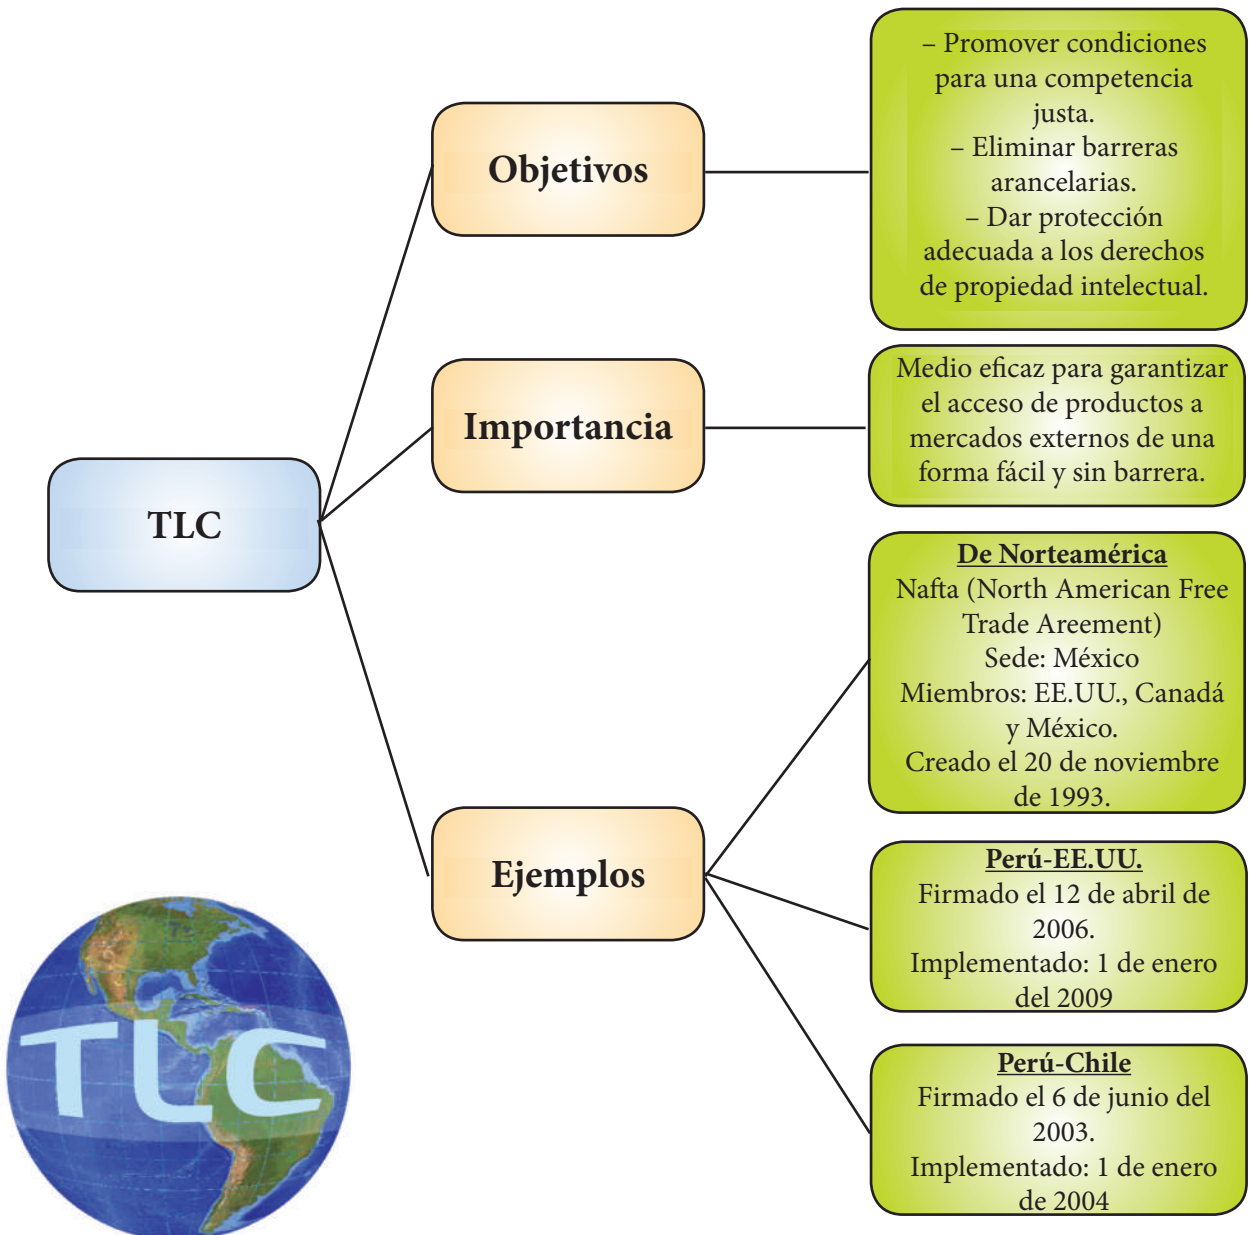 TLC
Objetivos
– Promover condiciones
para una competencia
justa.
– Eliminar barreras
arancelarias.
– Dar protección
adecuada a los derechos
de propiedad intelectual.
Importancia
Medio eficaz para garantizar
el acceso de productos a
mercados externos de una
forma fácil y sin barrera.
Ejemplos
De Norteamérica
Nafta (North American Free
Trade Areement)
Sede: México
Miembros: EE.UU., Canadá
y México.
Creado el 20 de noviembre
de 1993.
Perú-EE.UU.
Firmado el 12 de abril de
2006.
Implementado: 1 de enero
del 2009
Perú-Chile
Firmado el 6 de junio del
2003.
Implementado: 1 de enero
de 2004
TLC